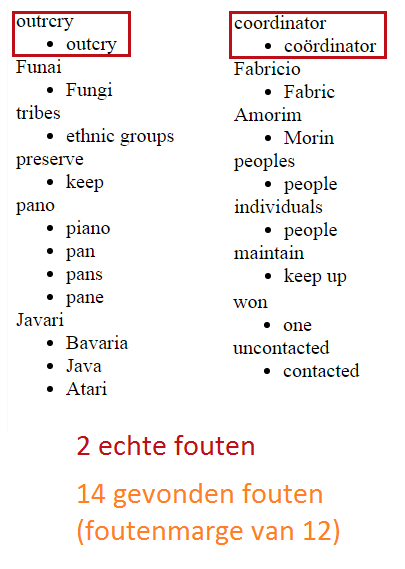 outrcry
• outcry
Funai
• Fungi
tribes
• ethnic groups
preserve
• keep
pano
• piano
• pan
• pans
• pane
Javari
• Bavaria
• Java
• Atari
coordinator
• coördinator
Fabricio
• Fabric
Amorim
• Morin
peoples
• people
individuals
• people
maintain
• keep up
won
• one
uncontacted
• contacted
2 echte fouten
14 gevonden fouten
(foutenmarge van 12)